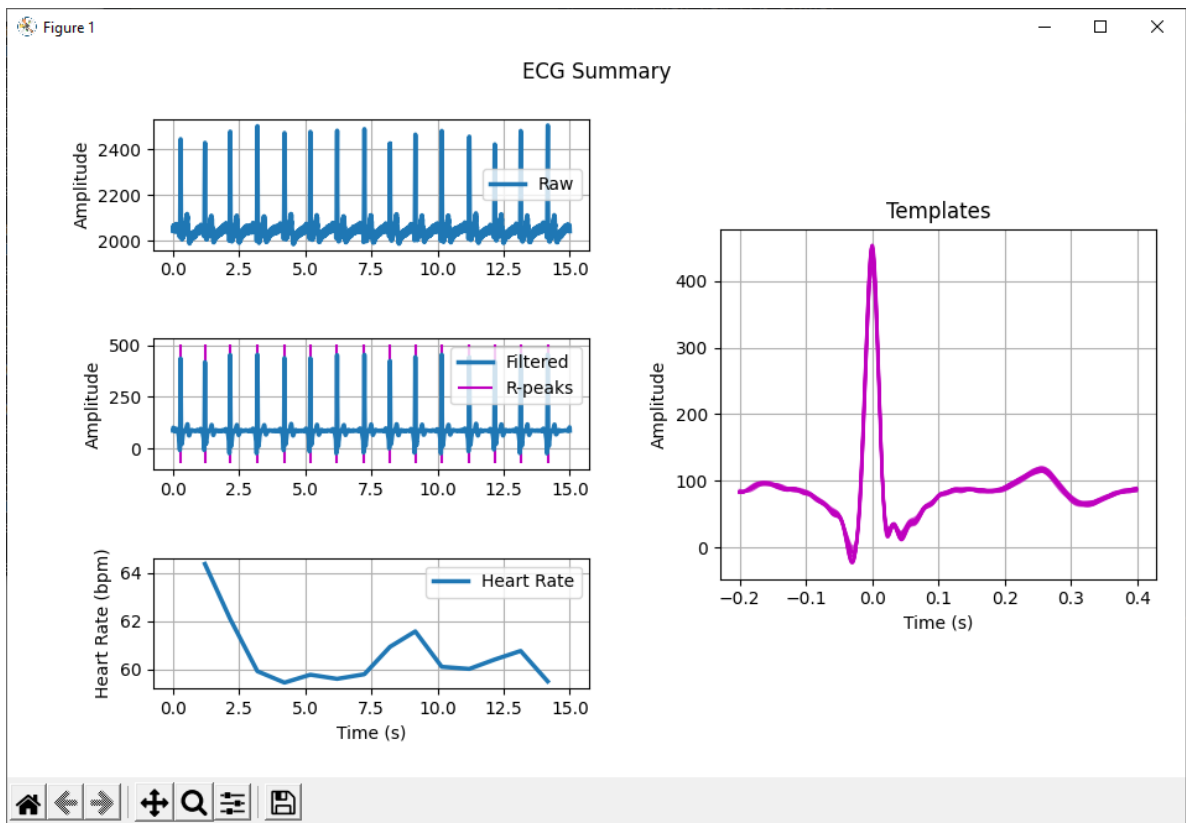 Figure 1
ECG Summary
Amplitude
2400
2200
2000
Raw
0.0 2.5 5.0 7.5 10.0 12.5 15.0
Amplitude
500
250
0
Filtered
R-peaks
0.0 2.5 5.0 7.5 10.0 12.5 15.0
Heart Rate (bpm)
64
62
60
Heart Rate
0.0 2.5 5.0 7.5 10.0 12.5 15.0
Time (s)
Templates
Amplitude
400
300
200
100
0
−0.2 −0.1 0.0 0.1 0.2 0.3 0.4
Time (s)